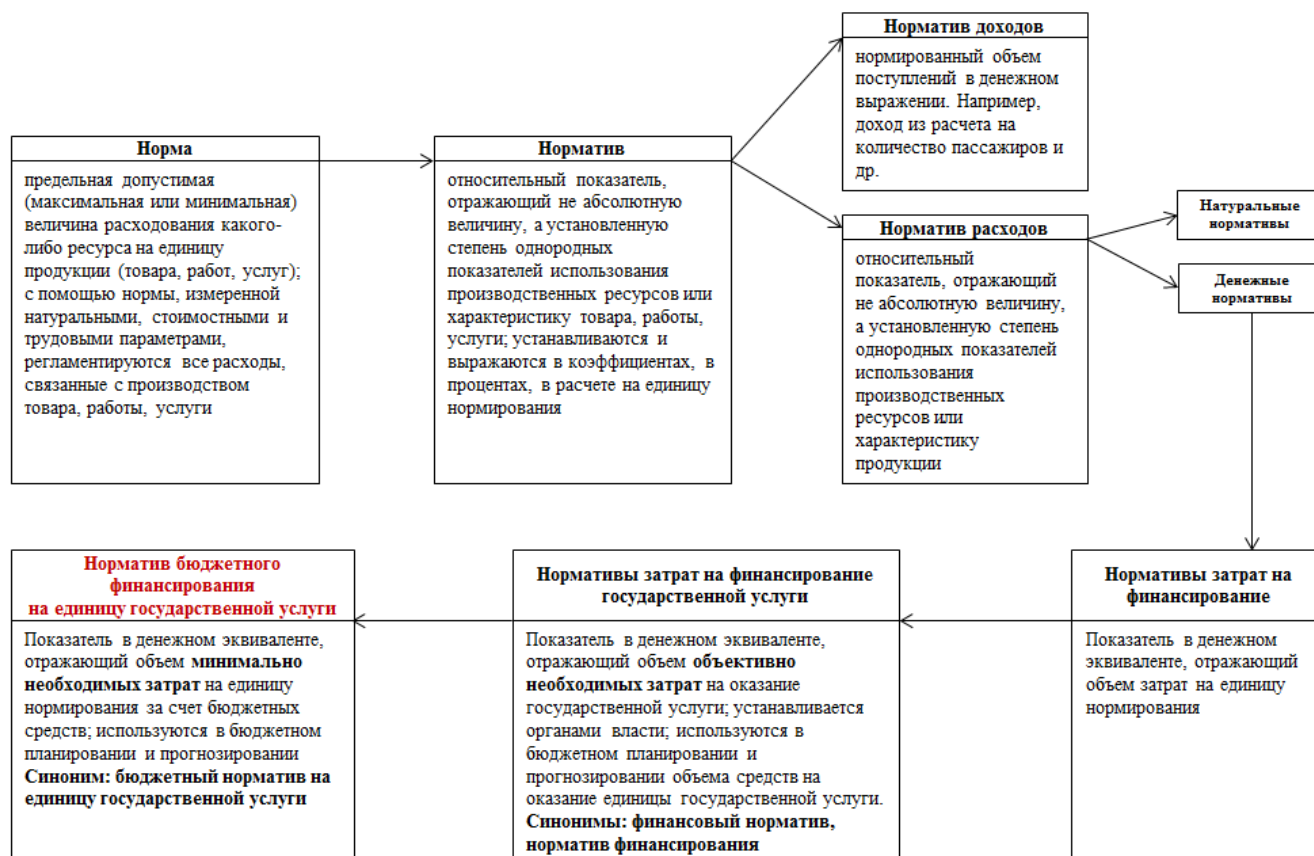 Норматив доходов
нормированный объем
поступлений в денежном
выражении. Например,
доход из расчета на
количество пассажиров и
др.
Норма
предельная допустимая
(максимальная или минимальная)
величина расходования какого-
либо ресурса на единицу
продукции (товара, работ, услуг);
с помощью нормы, измеренной
натуральными, стоимостными и
трудовыми параметрами,
регламентируются все расходы,
связанные с производством
товара, работы, услуги
Норматив
относительный показатель,
отражающий не абсолютную
величину, а установленную
степень однородных
показателей использования
производственных ресурсов или
характеристику товара, работы,
услуги; устанавливаются и
выражаются в коэффициентах, в
процентах, в расчете на единицу
нормирования
Норматив расходов
относительный
показатель, отражающий
не абсолютную величину,
а установленную степень
однородных показателей
использования
производственных
ресурсов или
характеристику
продукции
Натуральные
нормативы
Денежные
нормативы
Норматив бюджетного
финансирования
на единицу государственной услуги
Показатель в денежном эквиваленте,
отражающий объем минимально
необходимых затрат на единицу
нормирования за счет бюджетных
средств; используются в бюджетном
планировании и прогнозировании
Синоним: бюджетный норматив на
единицу государственной услуги
Нормативы затрат на финансирование
государственной услуги
Показатель в денежном эквиваленте,
отражающий объем объективно
необходимых затрат на оказание
государственной услуги; устанавливается
органами власти; используются в
бюджетном планировании и
прогнозировании объема средств на
оказание единицы государственной услуги.
Синонимы: финансовый норматив,
норматив финансирования
Нормативы затрат на
финансирование
Показатель в денежном
эквиваленте, отражающий
объем затрат на единицу
нормирования